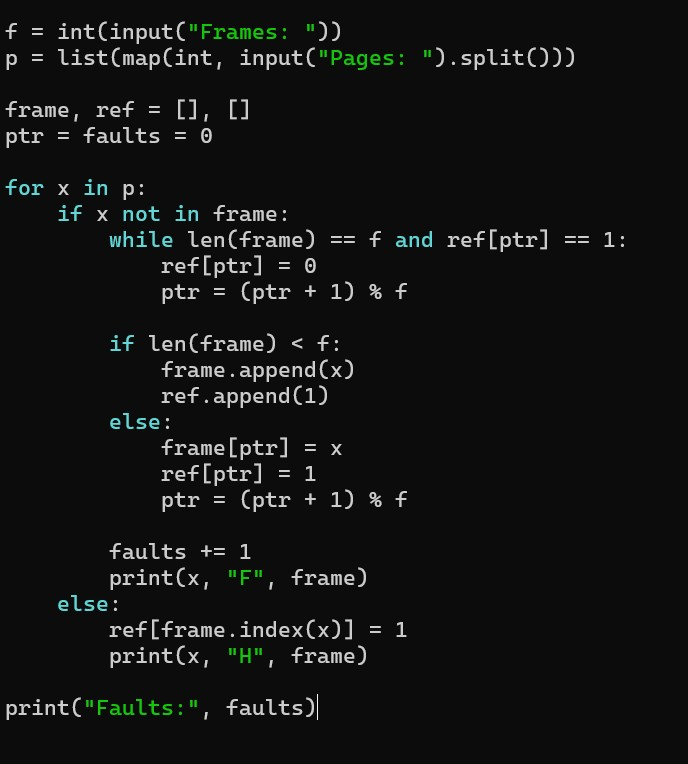 f = int(input("Frames: "))
p = list(map(int, input("Pages: ").split()))

frame, ref = [], []
ptr = faults = 0

for x in p:
    if x not in frame:
        while len(frame) == f and ref[ptr] == 1:
            ref[ptr] = 0
            ptr = (ptr + 1) % f

        if len(frame) < f:
            frame.append(x)
            ref.append(1)
        else:
            frame[ptr] = x
            ref[ptr] = 1
            ptr = (ptr + 1) % f

        faults += 1
        print(x, "F", frame)
    else:
        ref[frame.index(x)] = 1
        print(x, "H", frame)

print("Faults:", faults)